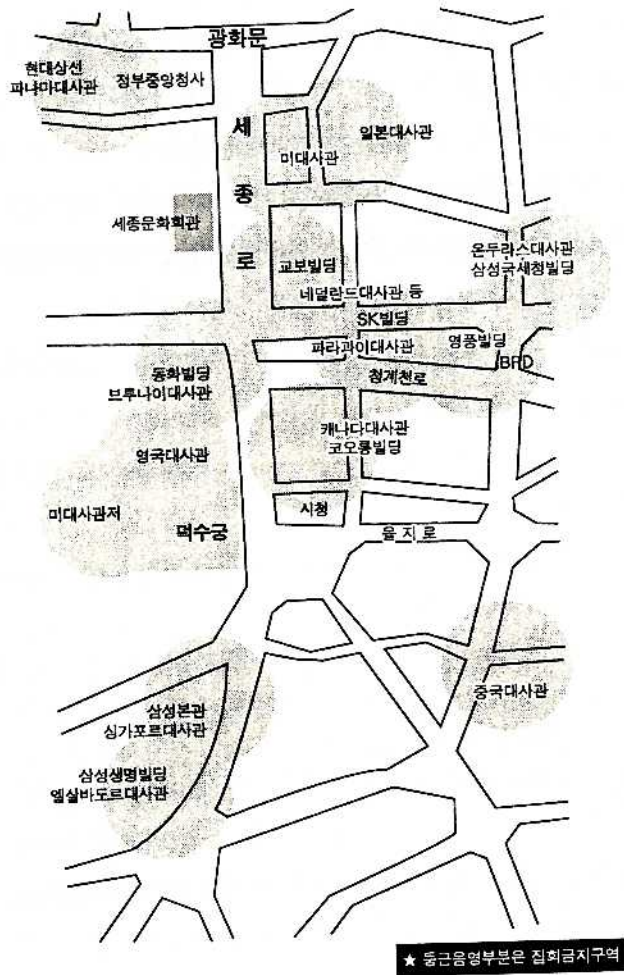 광화문
현대상선
파나마대사관
정부중앙청사
세
종
로
일본대사관
미대사관
세종문화회관
온두라스대사관
삼성국세청빌딩
교보빌딩
네덜란드대사관 등
SK빌딩
파라과이대사관
영풍빌딩
청계천로
동화빌딩
브루나이대사관
캐나다대사관
코오롱빌딩
영국대사관
미대사관저
시청
덕수궁
을지로
중국대사관
삼성본관
싱가포르대사관
삼성생명빌딩
엘살바도르대사관
★ 둥근음영부분은 집회금지구역